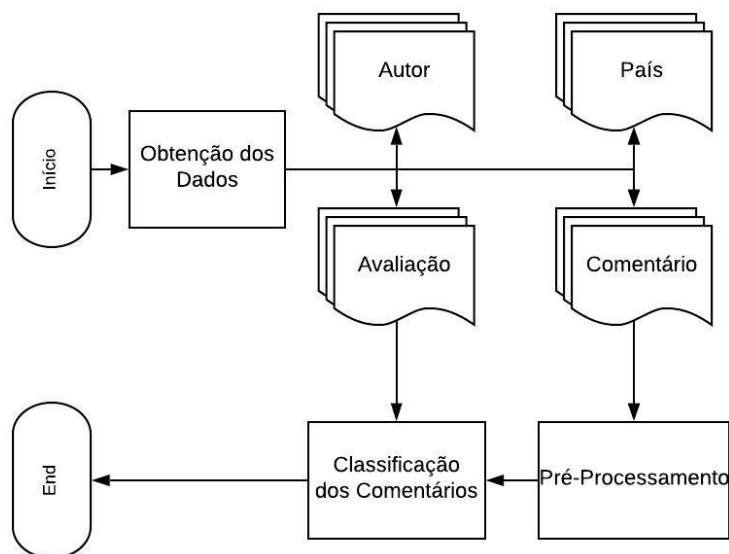 Autor
País
Início
Obtenção dos
Dados
Avaliação
Comentário
End
Classificação
dos Comentários
Pré-Processamento